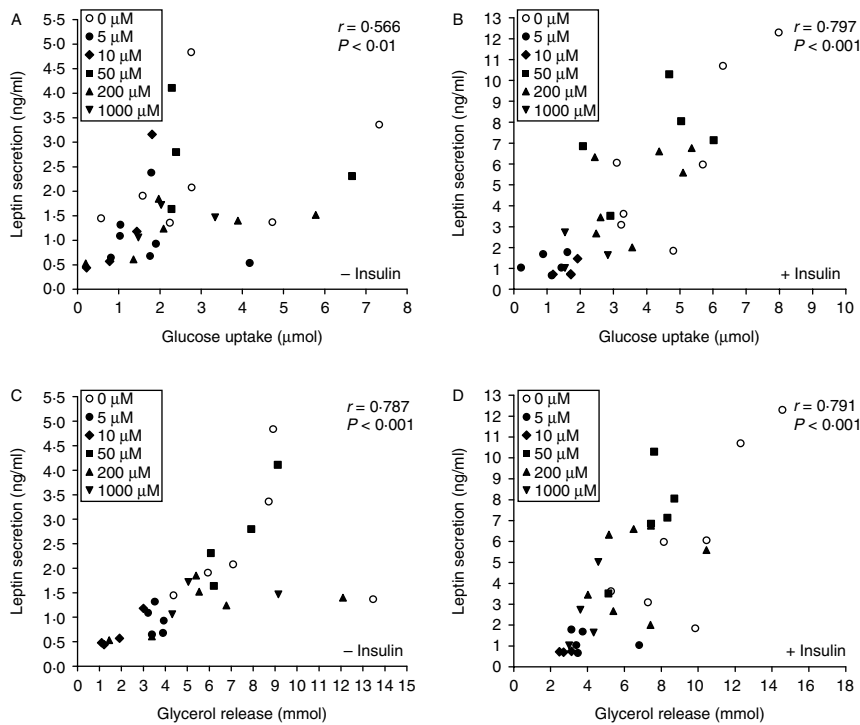 A
0 μM
5 μM
10 μM
50 μM
200 μM
1000 μM
r = 0·566
P < 0·01
Leptin secretion (ng/ml)
5·5
5·0
4·5
4·0
3·5
3·0
2·5
2·0
1·5
1·0
0·5
0·0
– Insulin
0 1 2 3 4 5 6 7 8
Glucose uptake (μmol)
B
0 μM
5 μM
10 μM
50 μM
200 μM
1000 μM
r = 0·797
P < 0·001
Leptin secretion (ng/ml)
13
12
11
10
9
8
7
6
5
4
3
2
1
0
+ Insulin
0 1 2 3 4 5 6 7 8 9 10
Glucose uptake (μmol)
C
0 μM
5 μM
10 μM
50 μM
200 μM
1000 μM
r = 0·787
P < 0·001
Leptin secretion (ng/ml)
5·5
5·0
4·5
4·0
3·5
3·0
2·5
2·0
1·5
1·0
0·5
0·0
– Insulin
0 1 2 3 4 5 6 7 8 9 10 11 12 13 14 15
Glycerol release (mmol)
D
0 μM
5 μM
10 μM
50 μM
200 μM
1000 μM
r = 0·791
P < 0·001
Leptin secretion (ng/ml)
13
12
11
10
9
8
7
6
5
4
3
2
1
0
+ Insulin
0 2 4 6 8 10 12 14 16 18
Glycerol release (mmol)